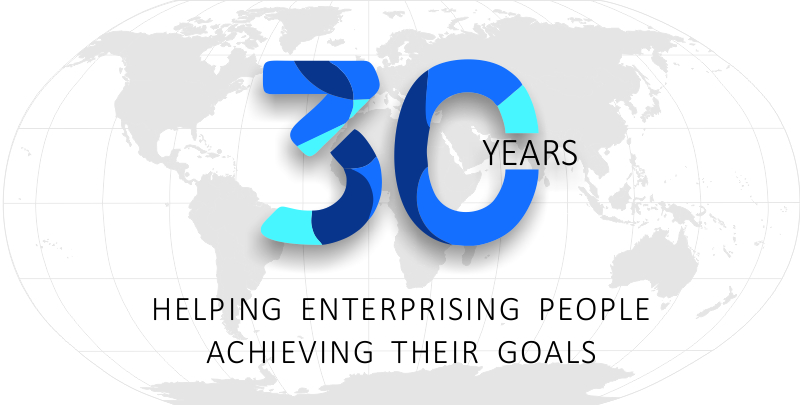 30
YEARS
HELPING ENTERPRISING PEOPLE
ACHIEVING THEIR GOALS